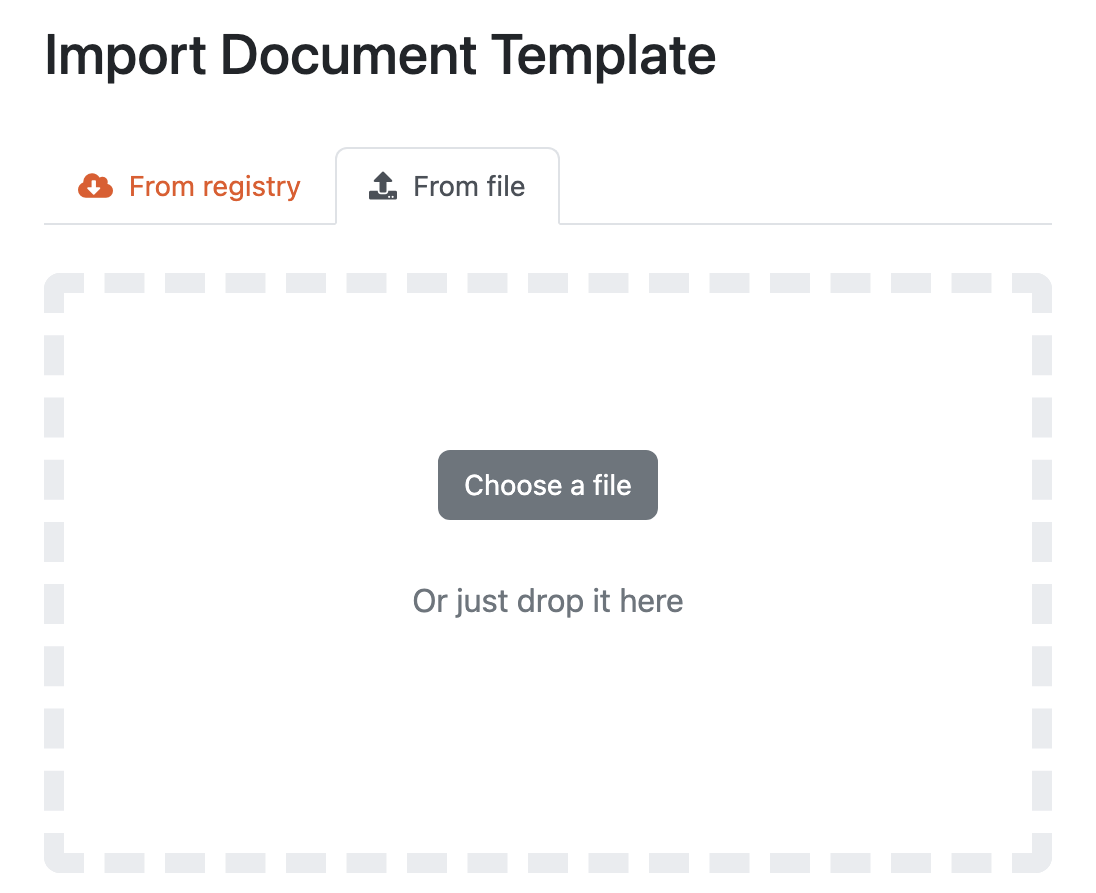 Import Document Template
From registry
From file
Choose a file
Or just drop it here